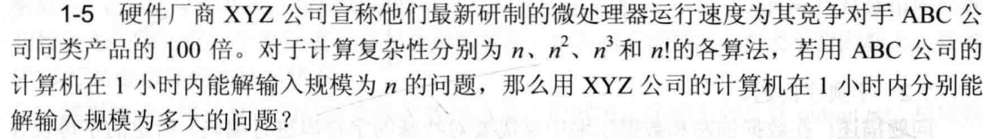 1-5 硬件厂商 XYZ 公司宣称他们最新研制的微处理器运行速度为其竞争对手 ABC 公
司同类产品的 100 倍。对于计算复杂性分别为 n、n²、n³和 n!的各算法，若用 ABC 公司的
计算机在 1 小时内能解输入规模为 n 的问题，那么用 XYZ 公司的计算机在 1 小时内分别能
解输入规模为多大的问题？